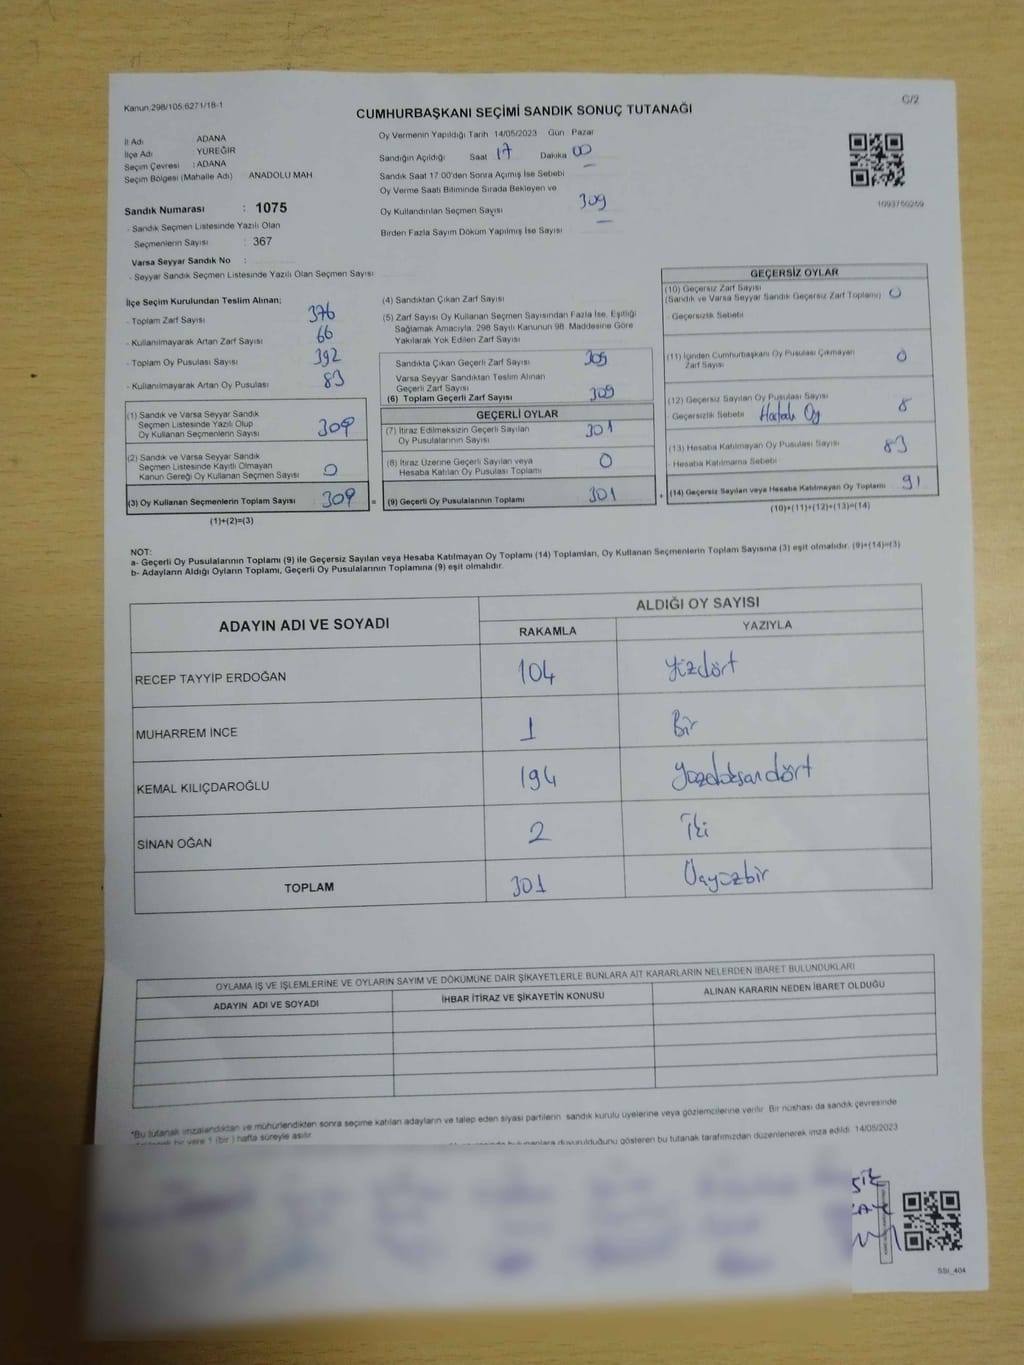 Kanun 298/105 6271/18-1
C/2
CUMHURBAŞKANI SEÇİMİ SANDIK SONUÇ TUTANAĞI
İl Adı : ADANA
İlçe Adı : YUREĞİR
Seçim Çevresi : ADANA
Seçim Bölgesi (Mahalle Adı) ANADOLU MAH
Sandık Numarası : 1075
- Sandık Seçmen Listesinde Yazılı Olan
Seçmenlerin Sayısı : 367
Varsa Seyyar Sandık No :
- Seyyar Sandık Seçmen Listesinde Yazılı Olan Seçmen Sayısı
Oy Vermenin Yapıldığı Tarih 14/05/2023 Gün Pazar
Sandığın Açıldığı Saat 17 Dakika 00
Sandık Saat 17 00'den Sonra Açımış İse Sebebi
Oy Verme Saati Bitiminde Sırada Bekleyen ve
Oy Kullandırılan Seçmen Sayısı 309
Birden Fazla Sayım Döküm Yapılmış İse Sayısı
1093750259
İlçe Seçim Kurulundan Teslim Alınan;
- Toplam Zarf Sayısı 376
- Kullanılmayarak Artan Zarf Sayısı 66
- Toplam Oy Pusulası Sayısı 392
- Kullanılmayarak Artan Oy Pusulası 83
(1) Sandık ve Varsa Seyyar Sandık
Seçmen Listesinde Yazılı Olup
Oy Kullanan Seçmenlerin Sayısı 309
(2) Sandık ve Varsa Seyyar Sandık
Seçmen Listesinde Kayıtlı Olmayan
Kanun Gereği Oy Kullanan Seçmen Sayısı 0
(3) Oy Kullanan Seçmenlerin Toplam Sayısı 309 =
(1)+(2)=(3)
(4) Sandıktan Çıkan Zarf Sayısı
(5) Zarf Sayısı Oy Kullanan Seçmen Sayısından Fazla İse, Eşitliği
Sağlamak Amacıyla; 298 Sayılı Kanunun 98. Maddesine Göre
Yakılarak Yok Edilen Zarf Sayısı
Sandıkta Çıkan Geçerli Zarf Sayısı 309
Varsa Seyyar Sandıktan Teslim Alınan
Geçerli Zarf Sayısı
(6) Toplam Geçerli Zarf Sayısı 309
GEÇERLİ OYLAR
(7) İtiraz Edilmeksizin Geçerli Sayılan
Oy Pusulalarının Sayısı 301
(8) İtiraz Üzerine Geçerli Sayılan veya
Hesaba Katılan Oy Pusulası Toplamı 0
(9) Geçerli Oy Pusulalarının Toplamı 301 +
GEÇERSİZ OYLAR
(10) Geçersiz Zarf Sayısı
(Sandık ve Varsa Seyyar Sandık Geçersiz Zarf Toplamı) 0
- Geçersizlik Sebebi
(11) İçinden Cumhurbaşkanı Oy Pusulası Çıkmayan
Zarf Sayısı 0
(12) Geçersiz Sayılan Oy Pusulası Sayısı 8
- Geçersizlik Sebebi Hatalı Oy
(13) Hesaba Katılmayan Oy Pusulası Sayısı 83
- Hesaba Katılmama Sebebi
(14) Geçersiz Sayılan veya Hesaba Katılmayan Oy Toplamı 91
(10)+(11)+(12)+(13)=(14)
NOT:
a- Geçerli Oy Pusulalarının Toplamı (9) ile Geçersiz Sayılan veya Hesaba Katılmayan Oy Toplamı (14) Toplamları, Oy Kullanan Seçmenlerin Toplam Sayısına (3) eşit olmalıdır. (9)+(14)=(3)
b- Adayların Aldığı Oyların Toplamı, Geçerli Oy Pusulalarının Toplamına (9) eşit olmalıdır.
ADAYIN ADI VE SOYADI
ALDIĞI OY SAYISI
RAKAMLA YAZIYLA
RECEP TAYYİP ERDOĞAN 104 Yüzdört
MUHARREM İNCE 1 Bir
KEMAL KILIÇDAROĞLU 194 Yüzdoksandört
SİNAN OĞAN 2 İki
TOPLAM 301 Üçyüzbir
OYLAMA İŞ VE İŞLEMLERİNE VE OYLARIN SAYIM VE DÖKÜMÜNE DAİR ŞİKAYETLERLE BUNLARA AİT KARARLARIN NELERDEN İBARET BULUNDUKLARI
ADAYIN ADI VE SOYADI İHBAR İTİRAZ VE ŞİKAYETİN KONUSU ALINAN KARARIN NEDEN İBARET OLDUĞU
*Bu tutanak imzalandıktan ve mühürlendikten sonra seçime katılan adayların ve talep eden siyasi partilerin sandık kurulu üyelerine veya gözlemcilerine verilir. Bir nüshası da sandık çevresinde
bir yere 1 (bir) hafta süreyle asılır.
duyurulduğunu gösteren bu tutanak tarafımızdan düzenlenerek imza edildi. 14/05/2023
SSt_404